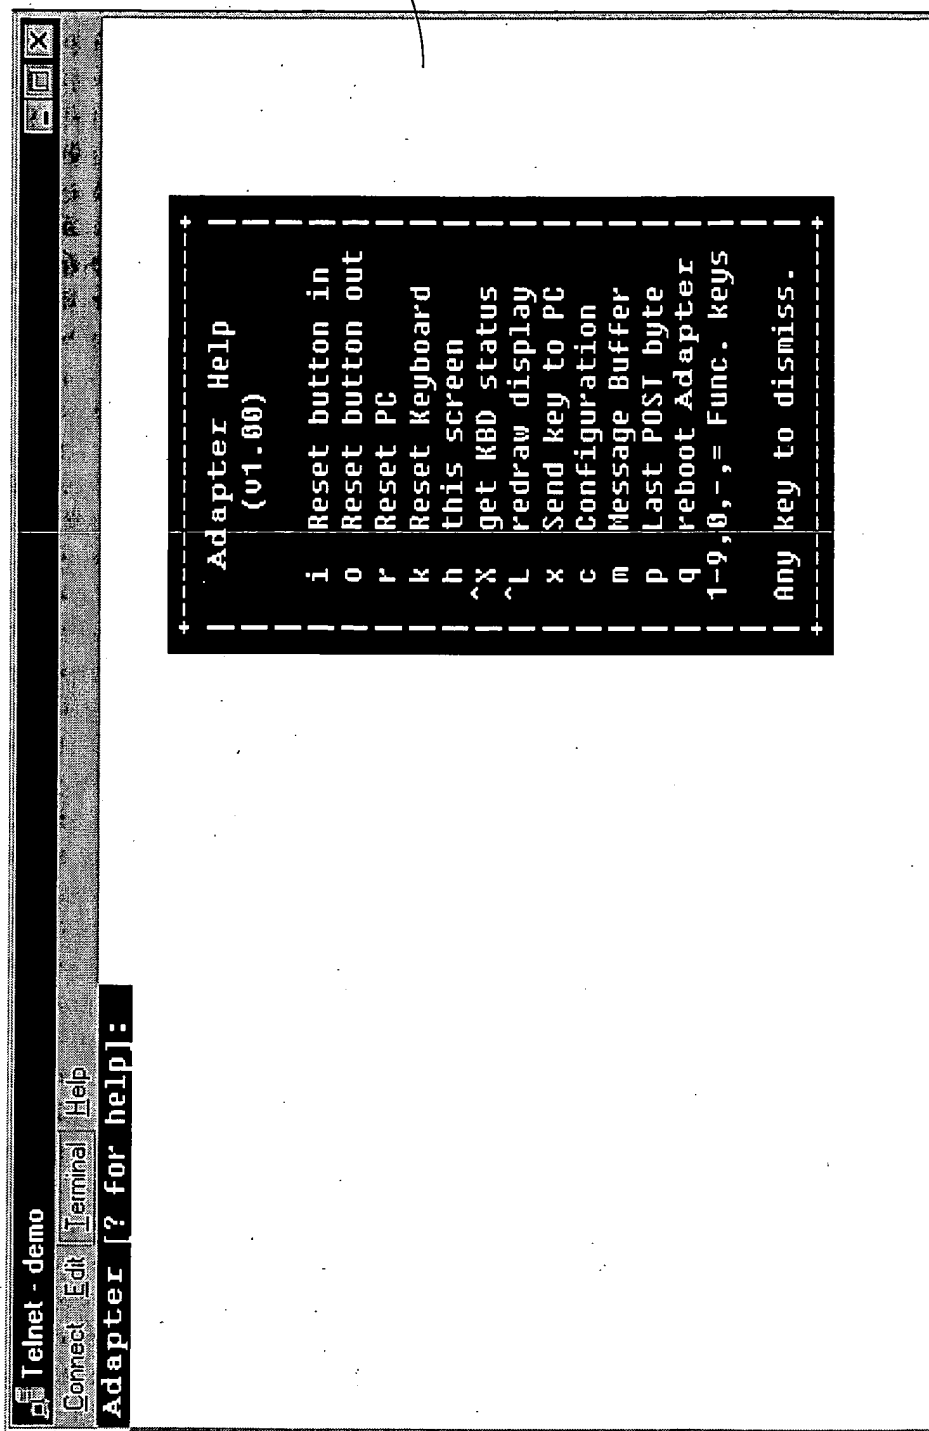 Telnet - demo
Connect Edit Terminal Help
Adapter [? for help]:
+-----------------------+
Adapter Help
(v1.00)
i Reset button in
o Reset button out
r Reset PC
k Reset Keyboard
h this screen
^X get KBD status
^L redraw display
x Send key to PC
c Configuration
m Message Buffer
p Last POST byte
q reboot Adapter
1-9,0,-,= Func. keys
Any key to dismiss.
+-----------------------+